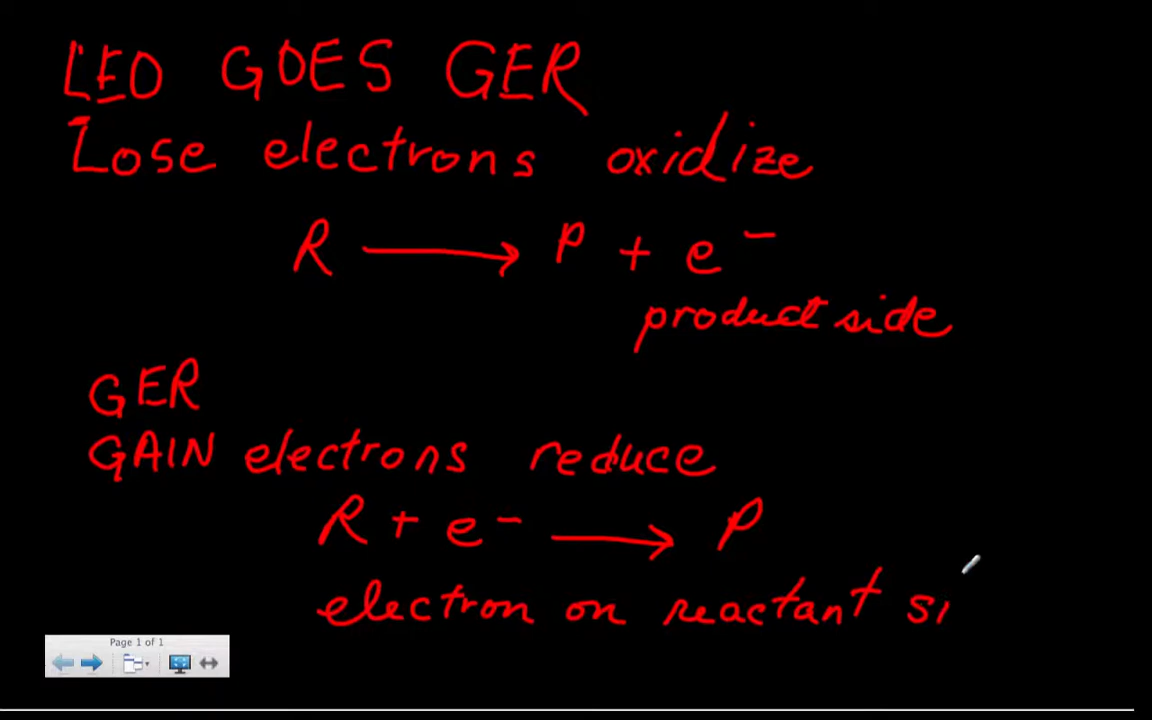 LEO GOES GER
Lose electrons oxidize
R ⟶ P + e⁻
product side
GER
GAIN electrons reduce
R + e⁻ ⟶ P
electron on reactant si
Page 1 of 1